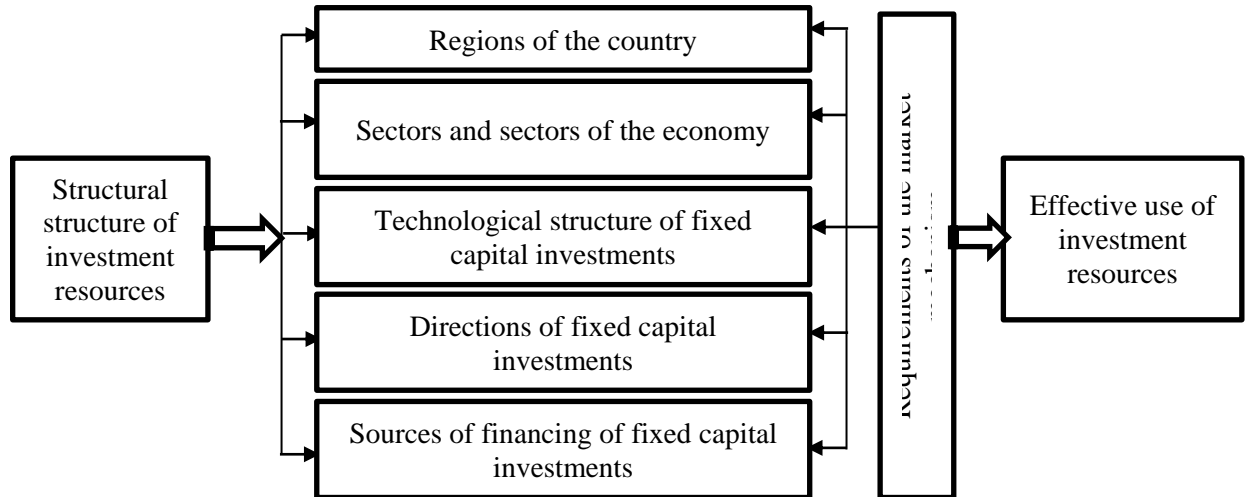 Regions of the country
Sectors and sectors of the economy
Structural
structure of
investment
resources
Technological structure of fixed
capital investments
Directions of fixed capital
investments
Sources of financing of fixed capital
investments
Requirements of the market
Effective use of
investment
resources